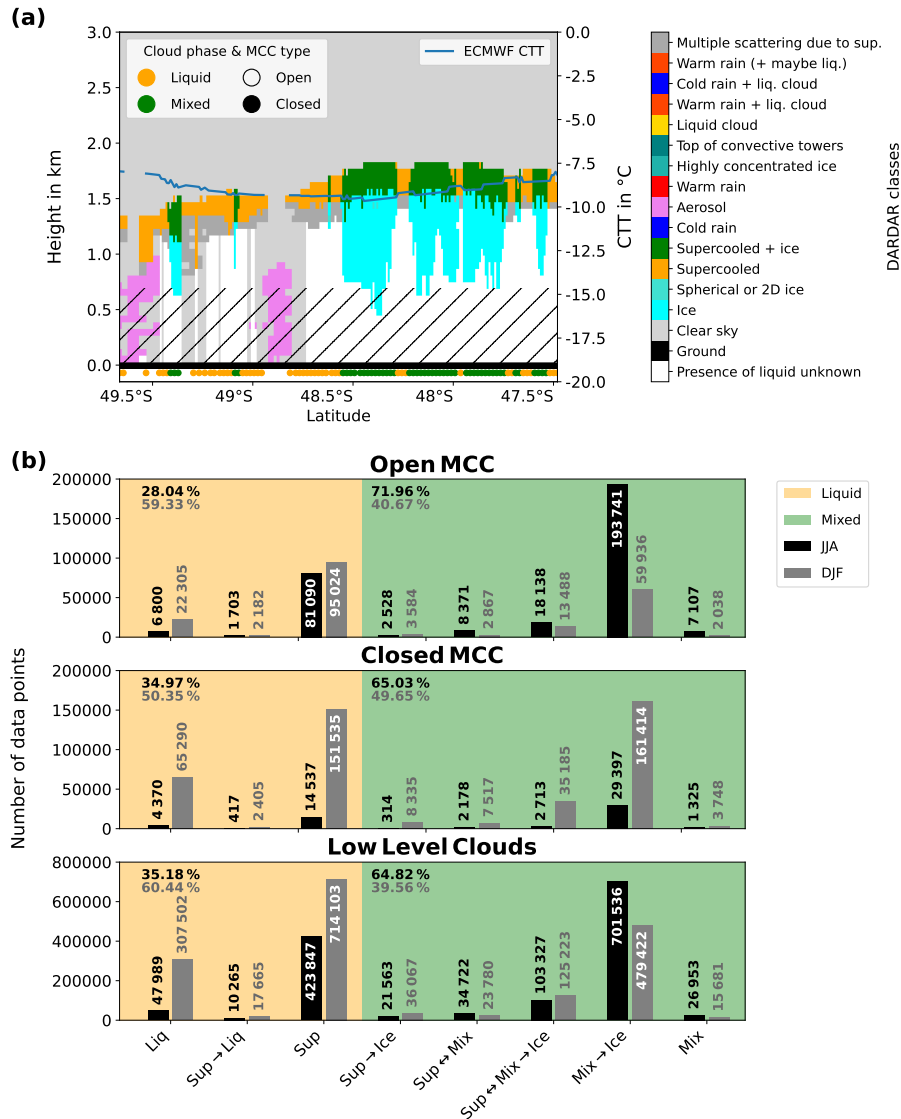 (a)
3.0
2.5
2.0
1.5
1.0
0.5
0.0
Height in km
Cloud phase & MCC type
Liquid
Open
Mixed
Closed
ECMWF CTT
0.0
-2.5
-5.0
-7.5
-10.0
-12.5
-15.0
-17.5
-20.0
CTT in °C
49.5°S
49°S
48.5°S
48°S
47.5°S
Latitude
Multiple scattering due to sup.
Warm rain (+ maybe liq.)
Cold rain + liq. cloud
Warm rain + liq. cloud
Liquid cloud
Top of convective towers
Highly concentrated ice
Warm rain
Aerosol
Cold rain
Supercooled + ice
Supercooled
Spherical or 2D ice
Ice
Clear sky
Ground
Presence of liquid unknown
DARDAR classes
(b)
Open MCC
200000
150000
100000
50000
0
28.04 %
59.33 %
71.96 %
40.67 %
6 800
22 305
1 703
2 182
81 090
95 024
2 528
3 584
8 371
2 867
18 138
13 488
193 741
59 936
7 107
2 038
Liquid
Mixed
JJA
DJF
Closed MCC
200000
150000
100000
50000
0
34.97 %
50.35 %
65.03 %
49.65 %
4 370
65 290
417
2 405
14 537
151 535
314
8 335
2 178
7 517
2 713
35 185
29 397
161 414
1 325
3 748
Number of data points
Low Level Clouds
800000
600000
400000
200000
0
35.18 %
60.44 %
64.82 %
39.56 %
47 989
307 502
10 265
17 665
423 847
714 103
21 563
36 067
34 722
23 780
103 327
125 223
701 536
479 422
26 953
15 681
Liq
Sup→Liq
Sup
Sup→Ice
Sup↔Mix
Sup↔Mix→Ice
Mix→Ice
Mix